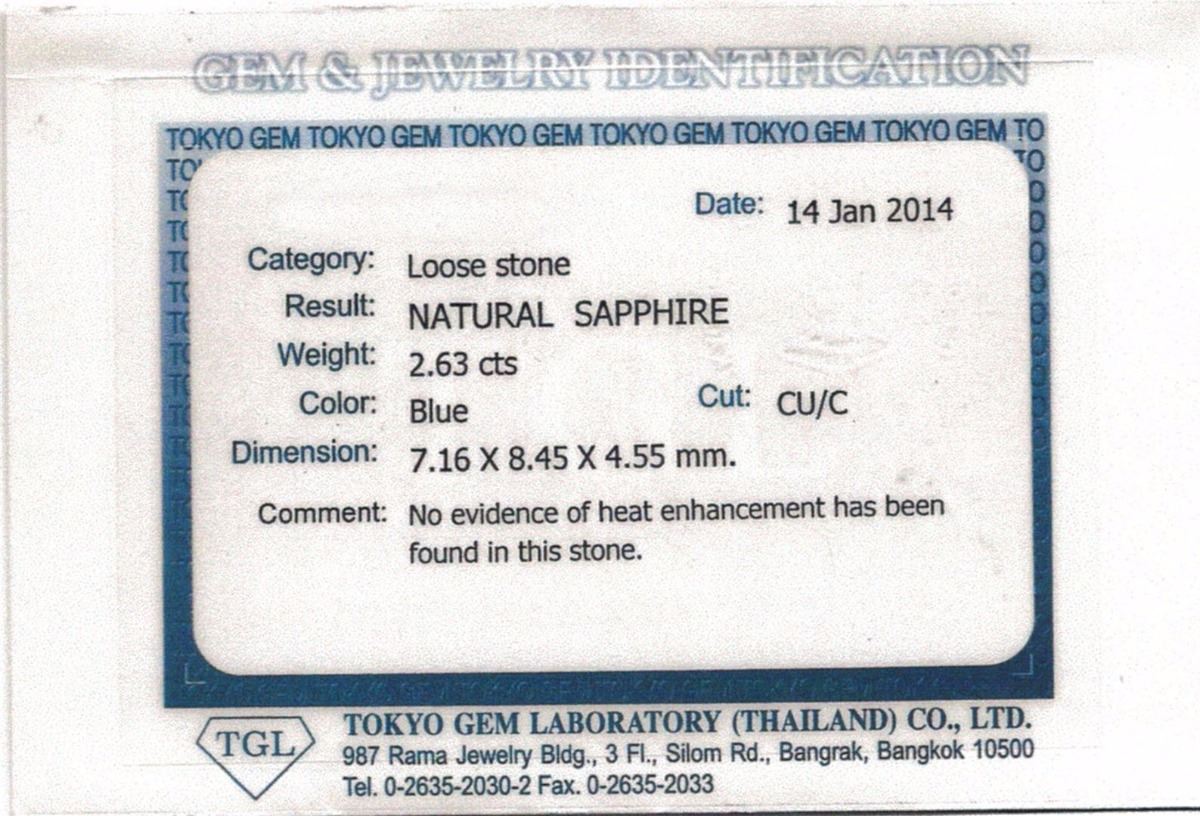 GEM & JEWELRY IDENTIFICATION
TOKYO GEM TOKYO GEM TOKYO GEM TOKYO GEM TOKYO GEM TOKYO GEM TO
Date: 14 Jan 2014
Category: Loose stone
Result: NATURAL SAPPHIRE
Weight: 2.63 cts
Color: Blue Cut: CU/C
Dimension: 7.16 X 8.45 X 4.55 mm.
Comment: No evidence of heat enhancement has been
found in this stone.
TGL
TOKYO GEM LABORATORY (THAILAND) CO., LTD.
987 Rama Jewelry Bldg., 3 Fl., Silom Rd., Bangrak, Bangkok 10500
Tel. 0-2635-2030-2 Fax. 0-2635-2033